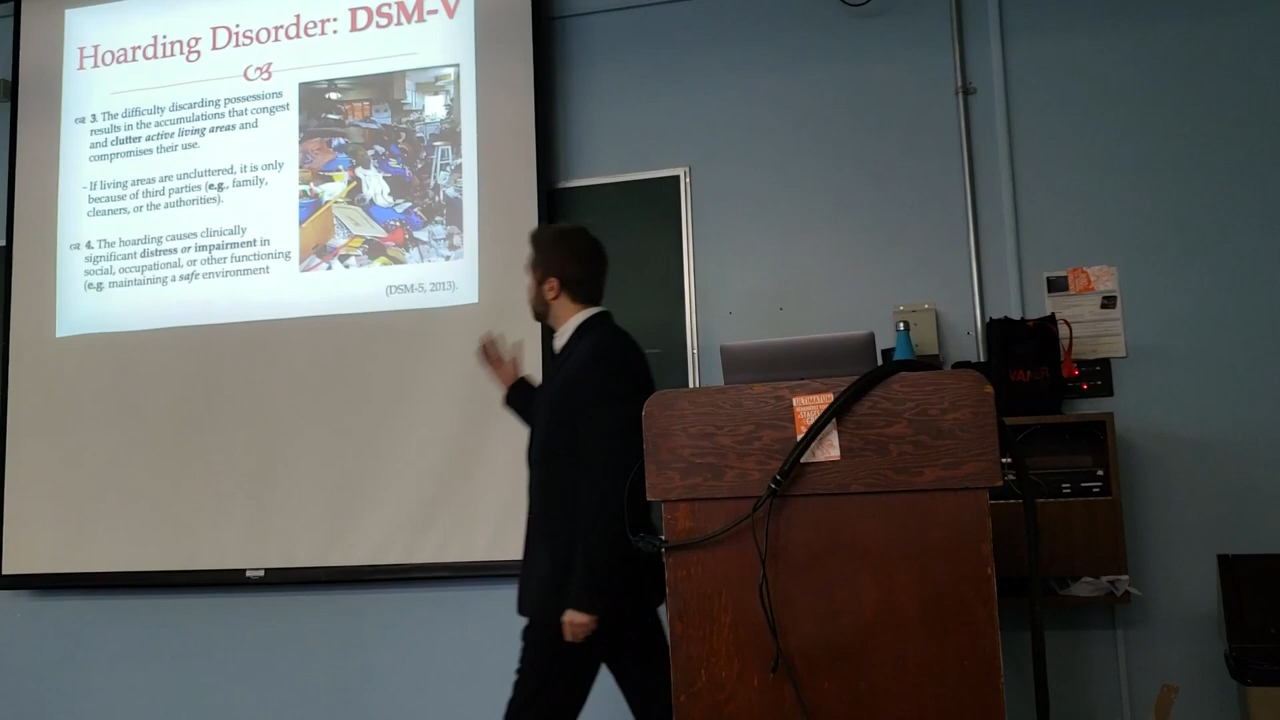 Hoarding Disorder: DSM-V
3. The difficulty discarding possessions
results in the accumulations that congest
and clutter active living areas and
compromises their use.
- If living areas are uncluttered, it is only
because of third parties (e.g., family,
cleaners, or the authorities).
4. The hoarding causes clinically
significant distress or impairment in
social, occupational, or other functioning
(e.g. maintaining a safe environment
(DSM-5, 2013).
ULTIMATUM